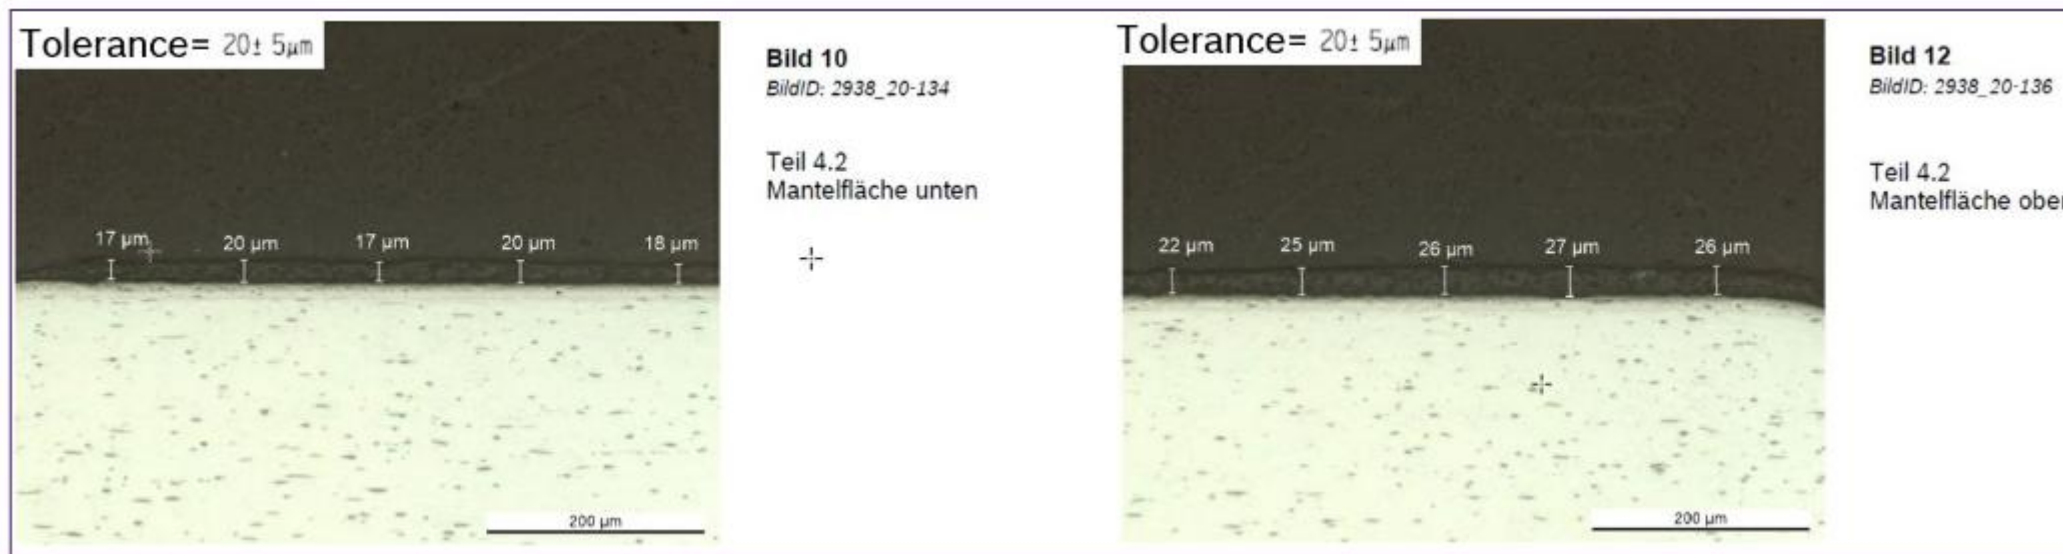 Tolerance= 20± 5µm
17 µm 20 µm 17 µm 20 µm 18 µm
200 µm
Bild 10
BildID: 2938_20-134
Teil 4.2
Mantelfläche unten
Tolerance= 20± 5µm
22 µm 25 µm 26 µm 27 µm 26 µm
200 µm
Bild 12
BildID: 2938_20-136
Teil 4.2
Mantelfläche ober